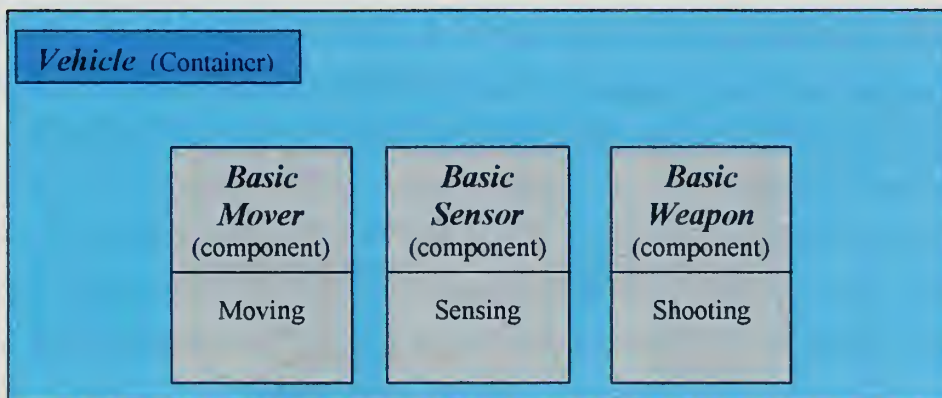 Vehicle (Container)
Basic
Mover
(component)
Moving
Basic
Sensor
(component)
Sensing
Basic
Weapon
(component)
Shooting